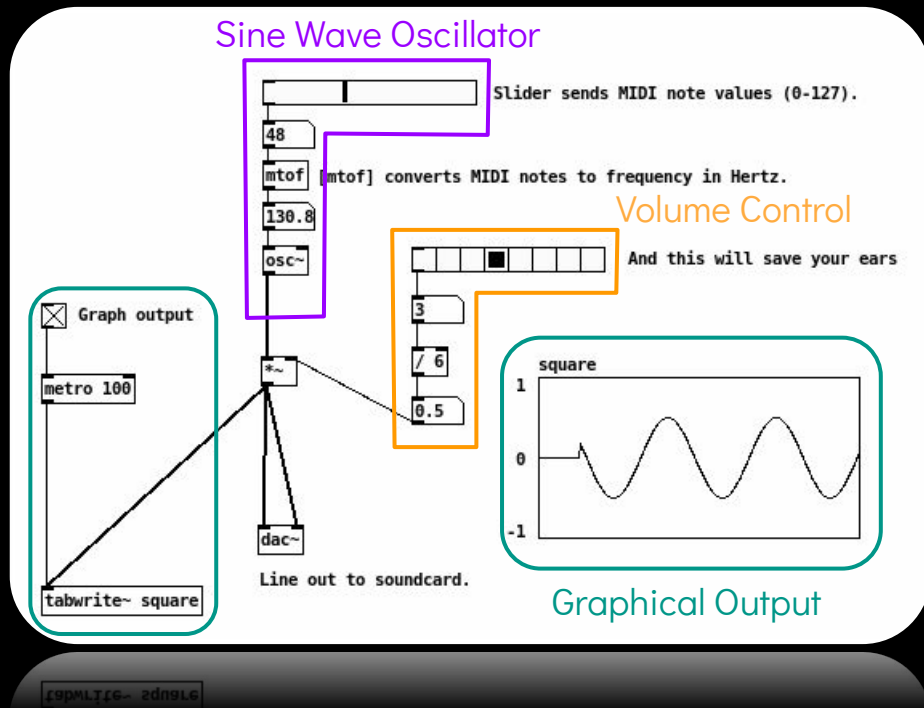 Sine Wave Oscillator
Slider sends MIDI note values (0-127).
48
mtof
[mtof] converts MIDI notes to frequency in Hertz.
130.8
Volume Control
osc~
And this will save your ears
Graph output
3
*~
/ 6
metro 100
0.5
square
1
0
-1
dac~
Line out to soundcard.
tabwrite~ square
Graphical Output
tabwrite~ square